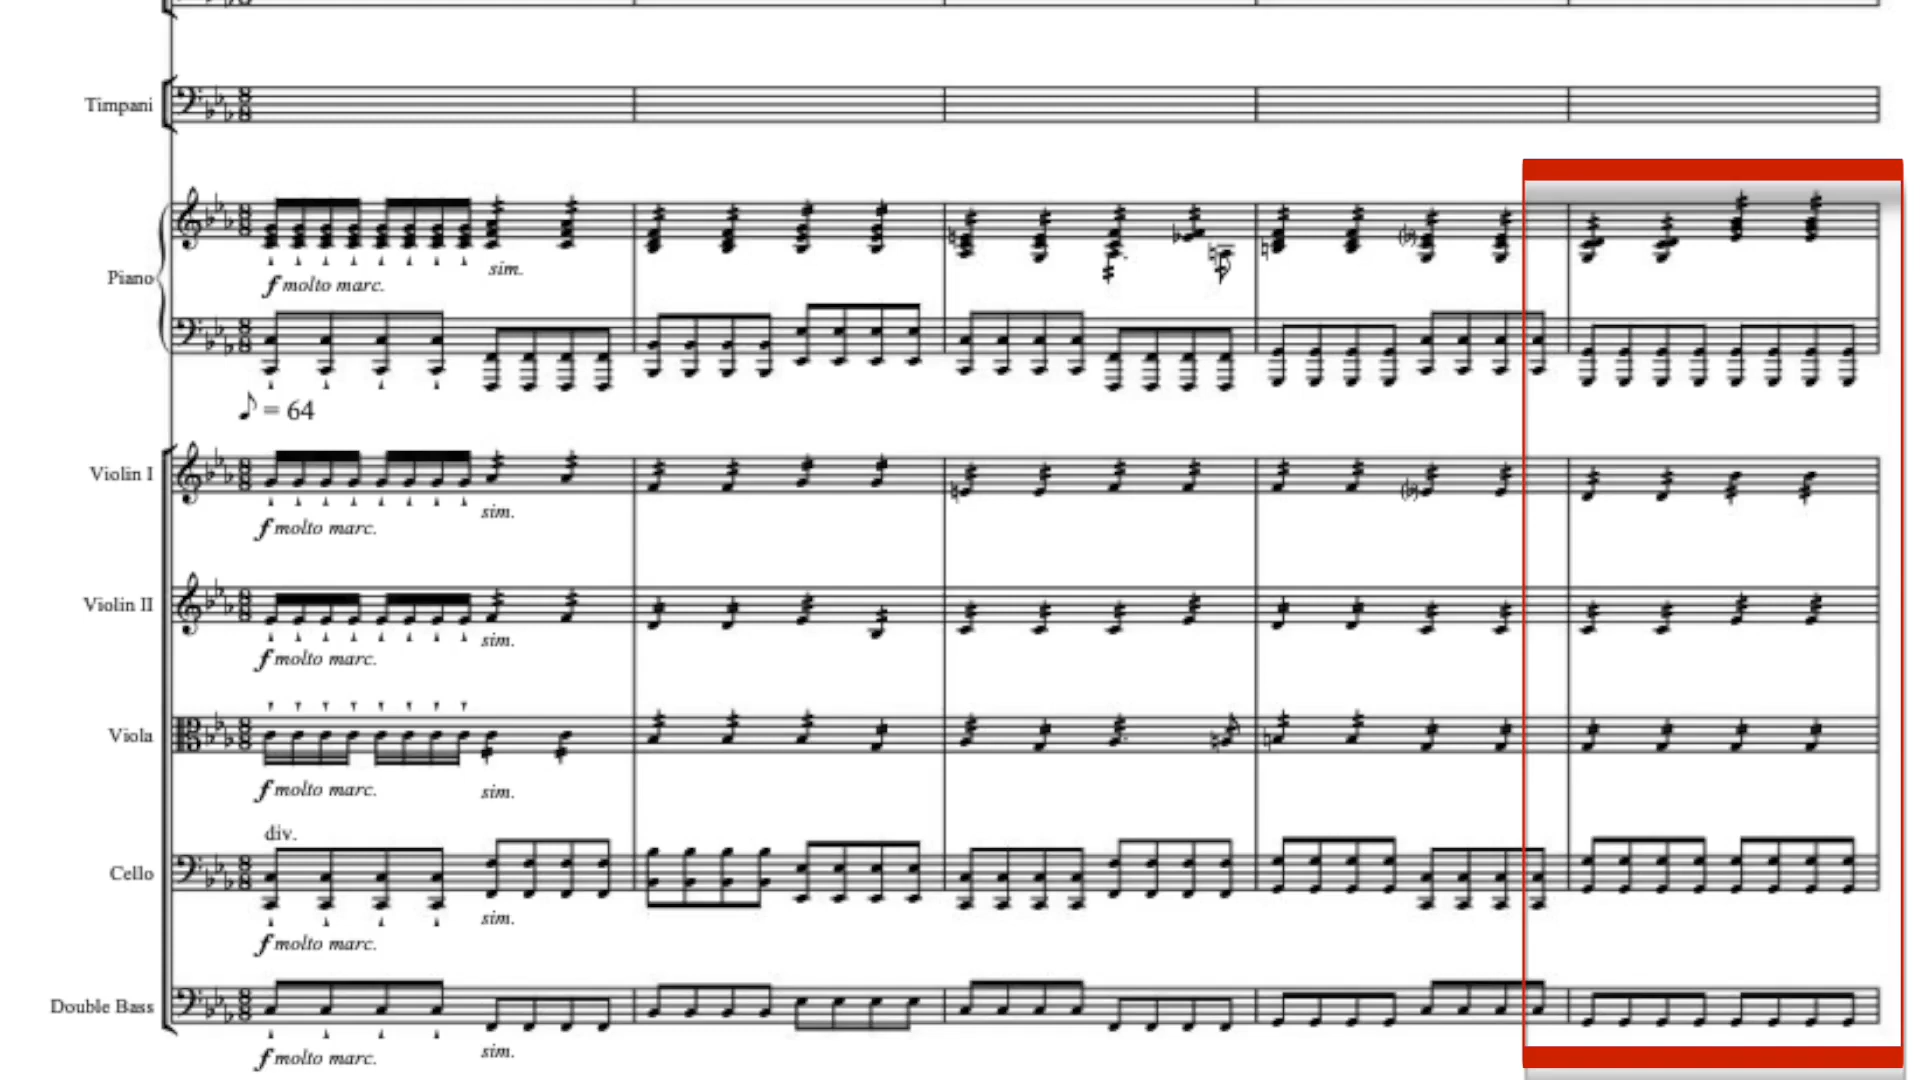 Timpani
Piano
sim.
f molto marc.
♪ = 64
Violin I
sim.
f molto marc.
Violin II
sim.
f molto marc.
Viola
f molto marc.
sim.
div.
Cello
sim.
f molto marc.
Double Bass
sim.
f molto marc.